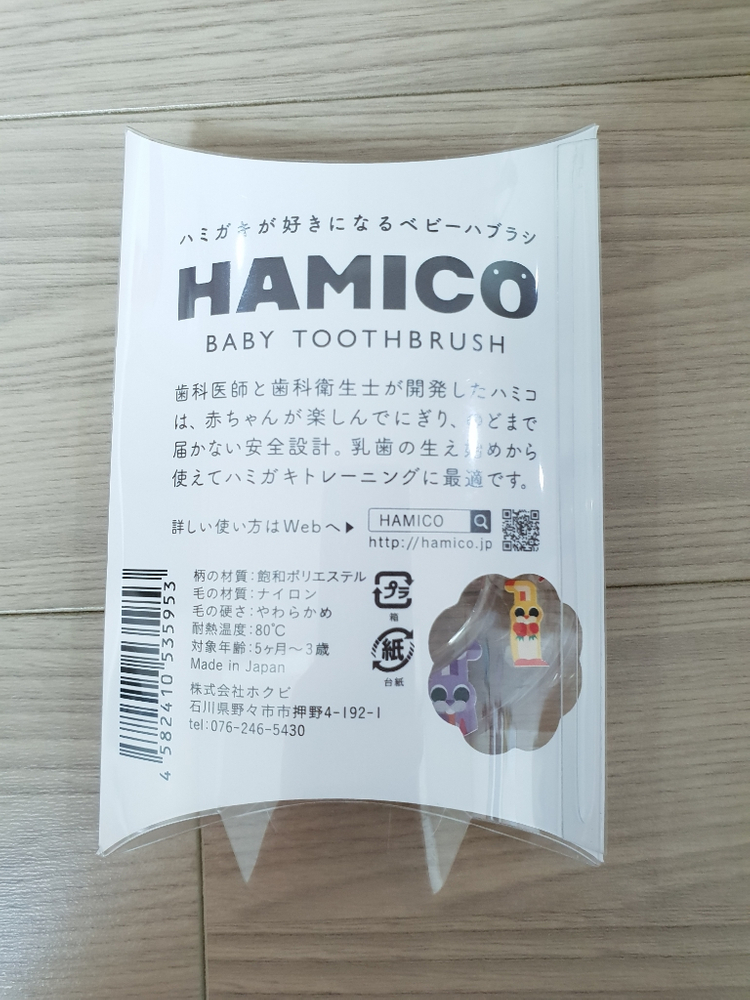 ハミガキが好きになるベビーハブラシ
HAMICO
BABY TOOTHBRUSH
歯科医師と歯科衛生士が開発したハミコ
は、赤ちゃんが楽しんでにぎり、のどまで
届かない安全設計。乳歯の生え始めから
使えてハミガキトレーニングに最適です。
詳しい使い方はWebへ▶
HAMICO
http://hamico.jp
柄の材質:飽和ポリエステル
毛の材質:ナイロン
毛の硬さ:やわらかめ
耐熱温度:80℃
対象年齢:5ヶ月〜3歳
Made in Japan
株式会社ホクビ
石川県野々市市押野4-192-1
tel:076-246-5430
プラ
箱
紙
台紙
4 582410 535953